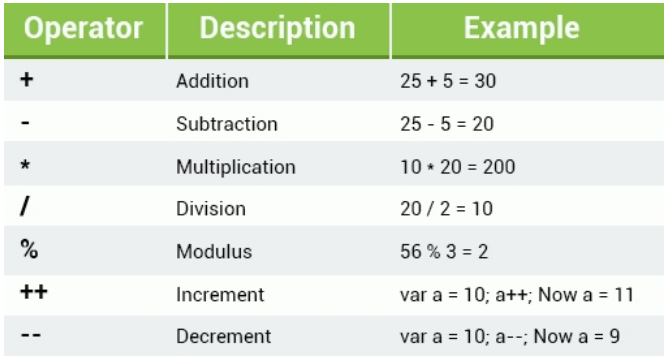 Operator Description Example
+ Addition 25 + 5 = 30
- Subtraction 25 - 5 = 20
* Multiplication 10 * 20 = 200
/ Division 20 / 2 = 10
% Modulus 56 % 3 = 2
++ Increment var a = 10; a++; Now a = 11
-- Decrement var a = 10; a--; Now a = 9